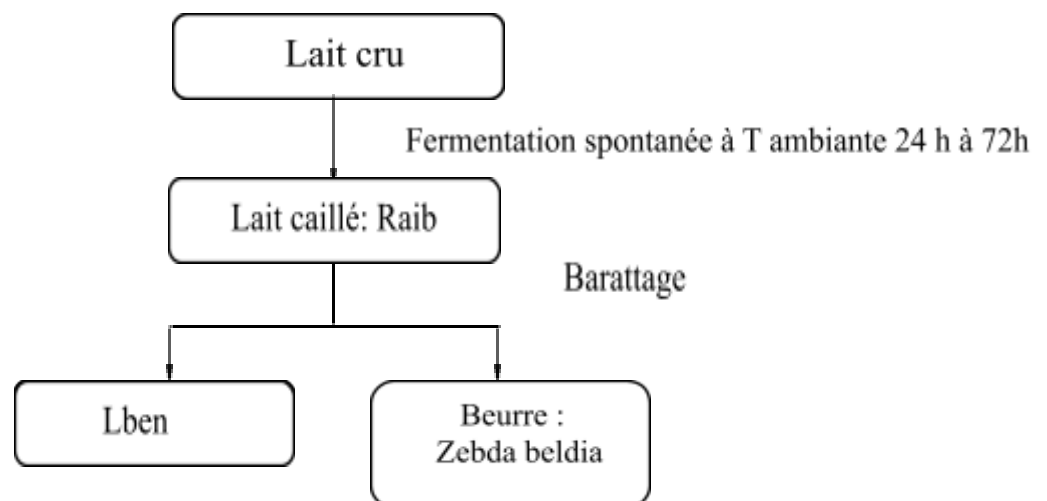 Lait cru
Fermentation spontanée à T ambiante 24 h à 72h
Lait caillé: Raib
Barattage
Lben
Beurre :
Zebda beldia